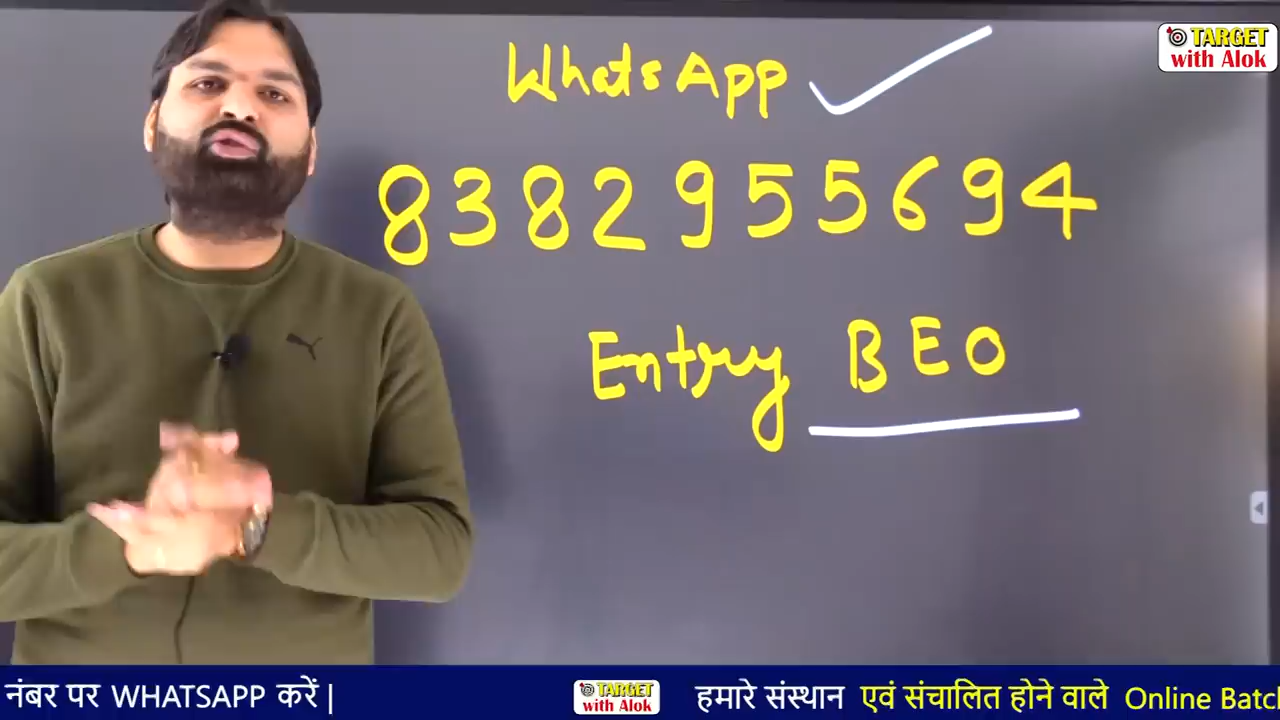 TARGET
with Alok
WhatsApp
8382955694
Entry BEO
नंबर पर WHATSAPP करें |
TARGET
with Alok
हमारे संस्थान एवं संचालित होने वाले Online Batch